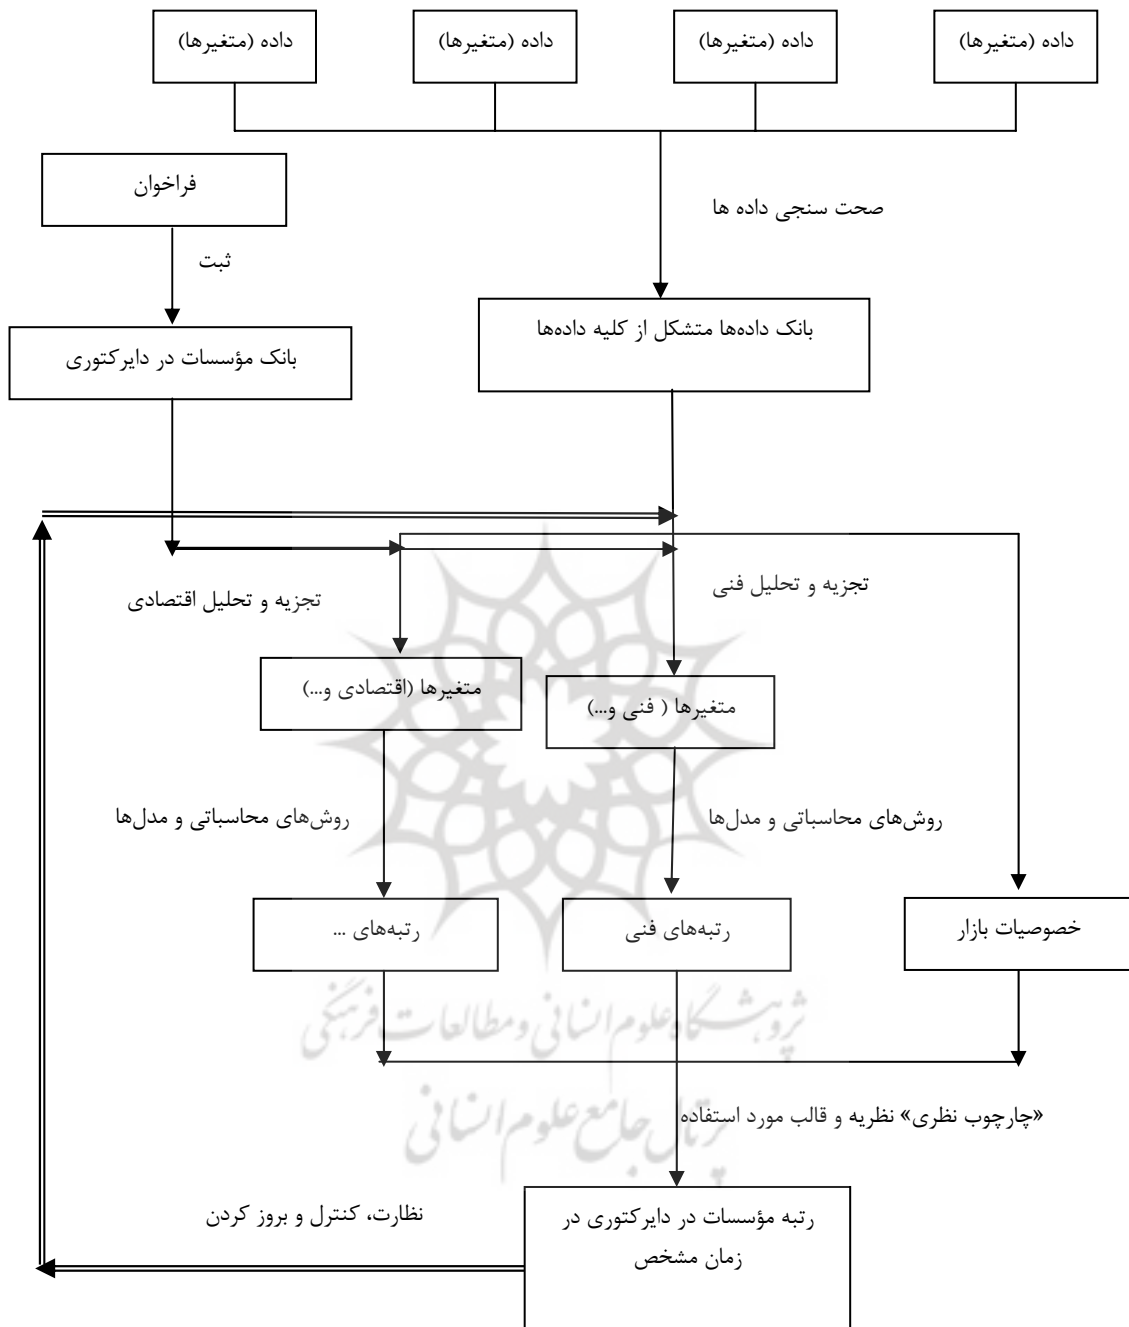 داده (متغیرها)
داده (متغیرها)
داده (متغیرها)
داده (متغیرها)
فراخوان
صحت سنجی داده ها
ثبت
بانک داده‌ها متشکل از کلیه داده‌ها
بانک مؤسسات در دایرکتوری
تجزیه و تحلیل فنی
تجزیه و تحلیل اقتصادی
متغیرها (اقتصادی و...)
متغیرها ( فنی و...)
روش‌های محاسباتی و مدل‌ها
روش‌های محاسباتی و مدل‌ها
خصوصیات بازار
رتبه‌های فنی
رتبه‌های ...
پژوهشگاه علوم انسانی و مطالعات فرهنگی
«چارچوب نظری» نظریه و قالب مورد استفاده
پرتال جامع علوم انسانی
رتبه مؤسسات در دایرکتوری در
زمان مشخص
نظارت، کنترل و بروز کردن